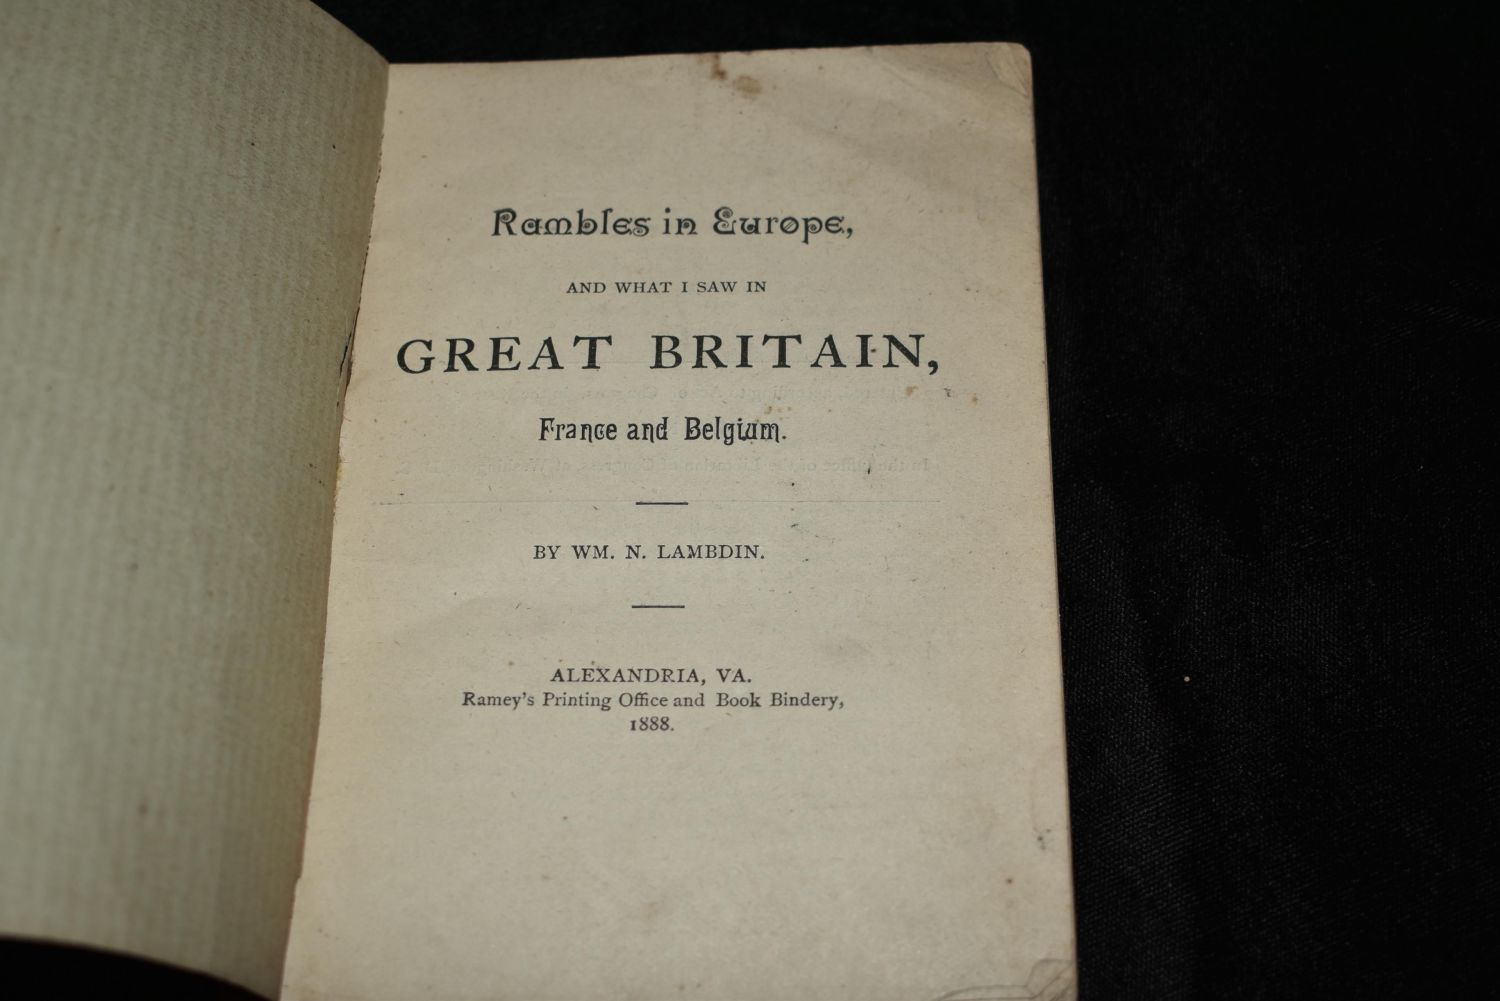 Rambles in Europe,
AND WHAT I SAW IN
GREAT BRITAIN,
France and Belgium.
BY WM. N. LAMBDIN.
ALEXANDRIA, VA.
Ramey's Printing Office and Book Bindery,
1888.